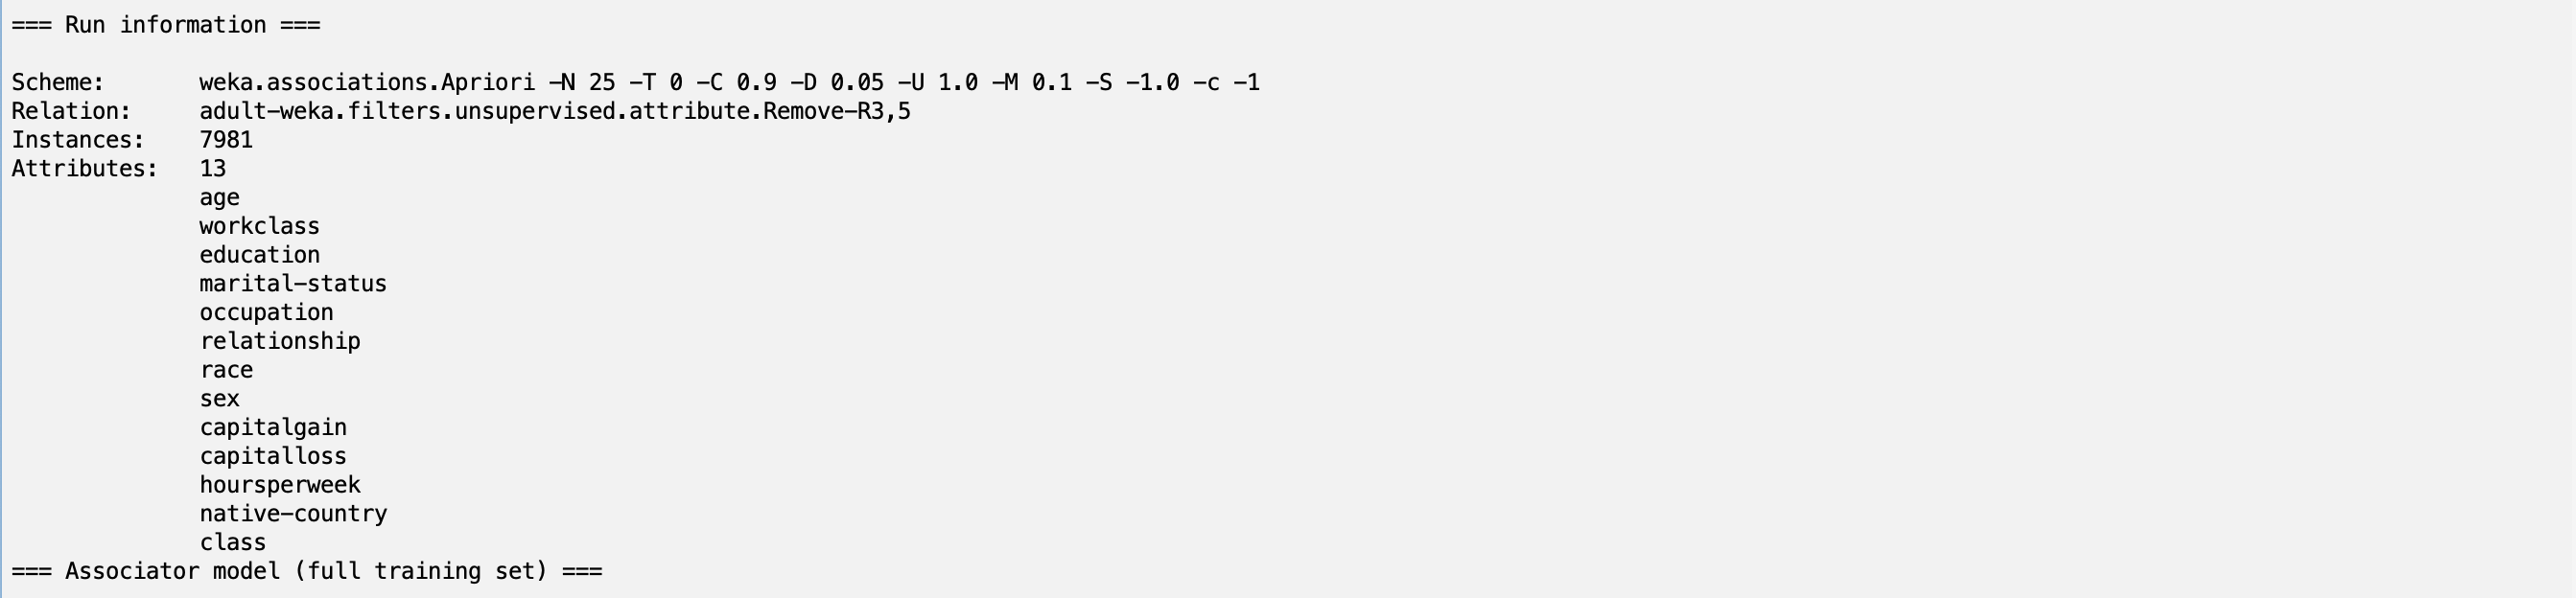 === Run information ===
Scheme: weka.associations.Apriori -N 25 -T 0 -C 0.9 -D 0.05 -U 1.0 -M 0.1 -S -1.0 -c -1
Relation: adult-weka.filters.unsupervised.attribute.Remove-R3,5
Instances: 7981
Attributes: 13
age
workclass
education
marital-status
occupation
relationship
race
sex
capitalgain
capitalloss
hoursperweek
native-country
class
=== Associator model (full training set) ===